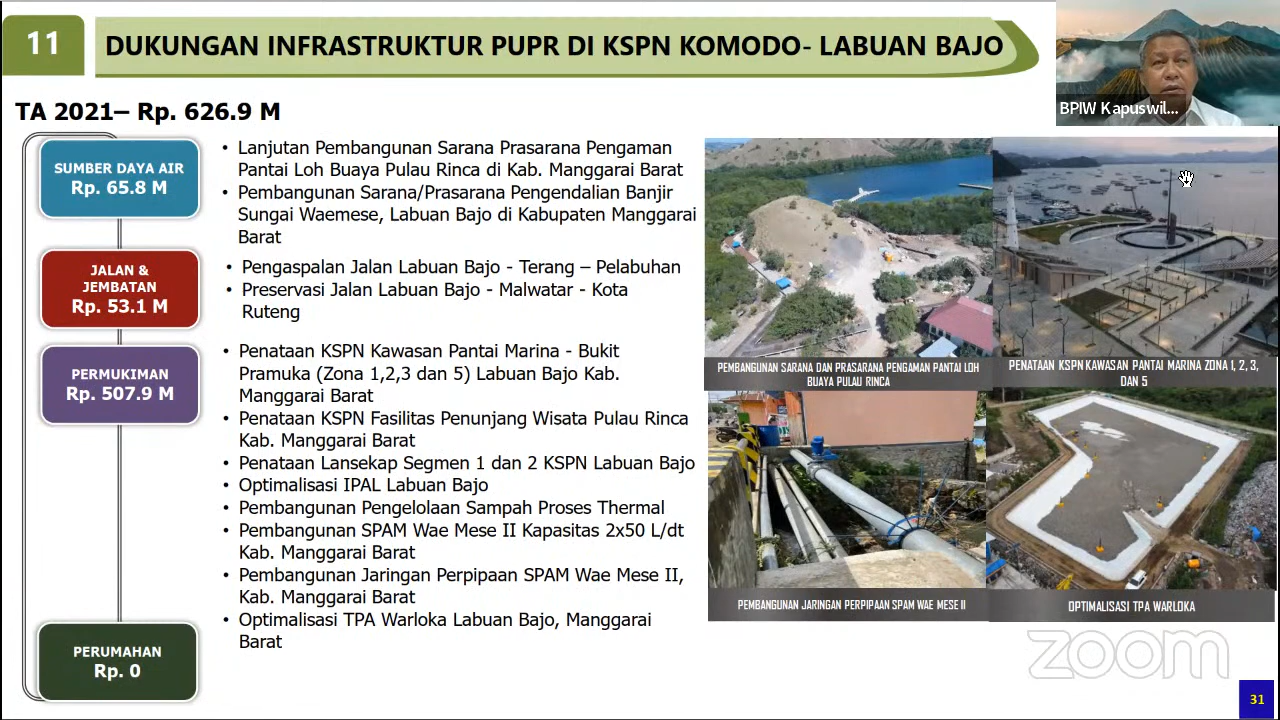 11
DUKUNGAN INFRASTRUKTUR PUPR DI KSPN KOMODO- LABUAN BAJO
BPIW Kapuswil...
TA 2021– Rp. 626.9 M
SUMBER DAYA AIR
Rp. 65.8 M
• Lanjutan Pembangunan Sarana Prasarana Pengaman
Pantai Loh Buaya Pulau Rinca di Kab. Manggarai Barat
• Pembangunan Sarana/Prasarana Pengendalian Banjir
Sungai Waemese, Labuan Bajo di Kabupaten Manggarai
Barat
JALAN &
JEMBATAN
Rp. 53.1 M
• Pengaspalan Jalan Labuan Bajo - Terang – Pelabuhan
• Preservasi Jalan Labuan Bajo - Malwatar - Kota
Ruteng
PERMUKIMAN
Rp. 507.9 M
• Penataan KSPN Kawasan Pantai Marina - Bukit
Pramuka (Zona 1,2,3 dan 5) Labuan Bajo Kab.
Manggarai Barat
• Penataan KSPN Fasilitas Penunjang Wisata Pulau Rinca
Kab. Manggarai Barat
• Penataan Lansekap Segmen 1 dan 2 KSPN Labuan Bajo
• Optimalisasi IPAL Labuan Bajo
• Pembangunan Pengelolaan Sampah Proses Thermal
• Pembangunan SPAM Wae Mese II Kapasitas 2x50 L/dt
Kab. Manggarai Barat
• Pembangunan Jaringan Perpipaan SPAM Wae Mese II,
Kab. Manggarai Barat
• Optimalisasi TPA Warloka Labuan Bajo, Manggarai
Barat
PERUMAHAN
Rp. 0
PEMBANGUNAN SARANA DAN PRASARANA PENGAMAN PANTAI LOH
BUAYA PULAU RINCA
PENATAAN KSPN KAWASAN PANTAI MARINA ZONA 1, 2, 3,
DAN 5
PEMBANGUNAN JARINGAN PERPIPAAN SPAM WAE MESE II
OPTIMALISASI TPA WARLOKA
zoom
31